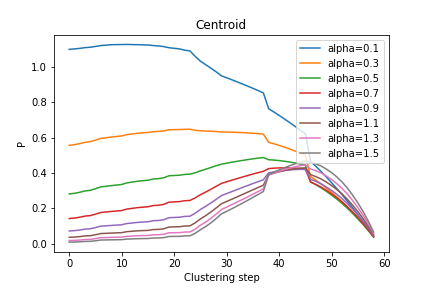 Centroid
P
1.0
0.8
0.6
0.4
0.2
0.0
alpha=0.1
alpha=0.3
alpha=0.5
alpha=0.7
alpha=0.9
alpha=1.1
alpha=1.3
alpha=1.5
0 10 20 30 40 50 60
Clustering step